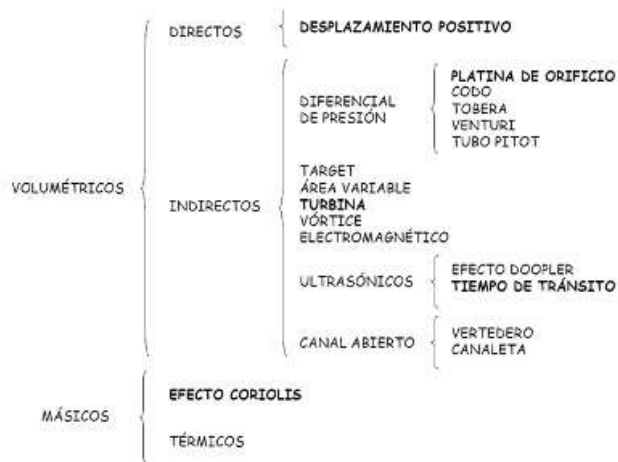 VOLUMÉTRICOS
DIRECTOS
DESPLAZAMIENTO POSITIVO
INDIRECTOS
DIFERENCIAL
DE PRESIÓN
PLATINA DE ORIFICIO
CODO
TOBERA
VENTURI
TUBO PITOT
TARGET
ÁREA VARIABLE
TURBINA
VÓRTICE
ELECTROMAGNÉTICO
ULTRASÓNICOS
EFECTO DOOPLER
TIEMPO DE TRÁNSITO
CANAL ABIERTO
VERTEDERO
CANALETA
MÁSICOS
EFECTO CORIOLIS
TÉRMICOS